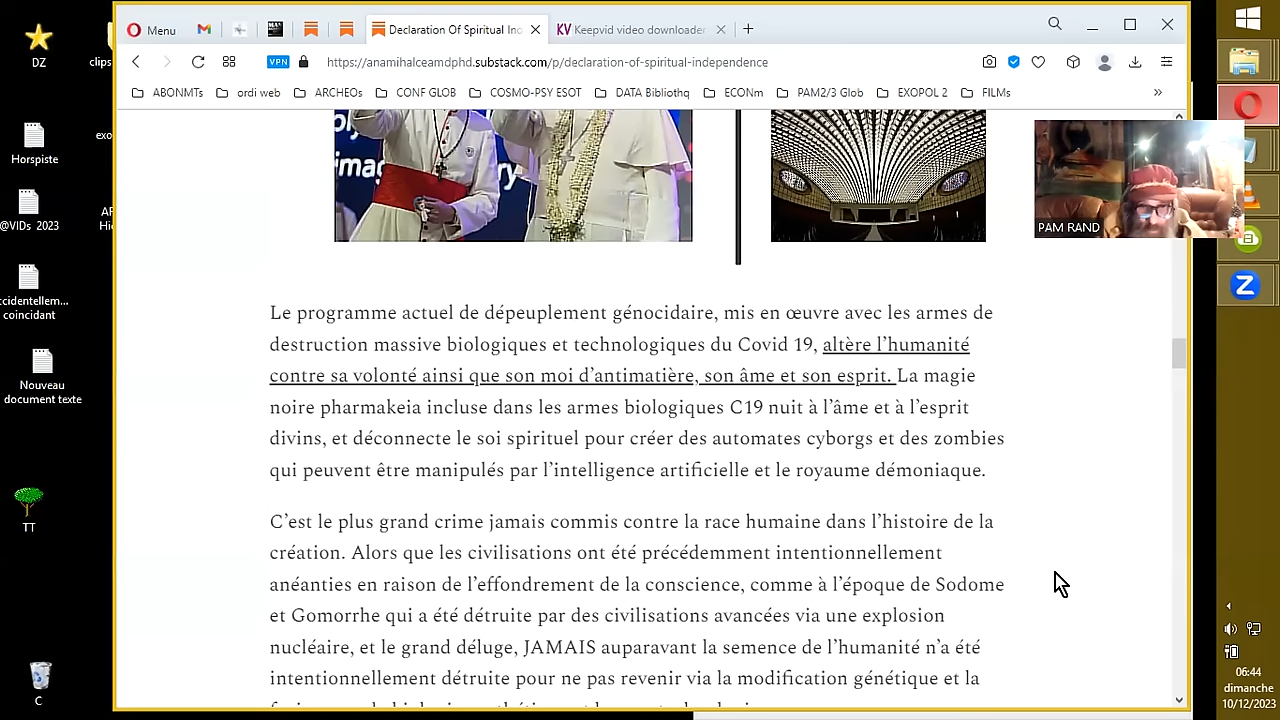 DZ
clips
Horspiste
exo
@VIDs 2023
ccidentellem...
coincidant
Nouveau
document texte
TT
C
Menu
Declaration Of Spiritual Inc
KV Keepvid video downloader
VPN
https://anamihalceamdphd.substack.com/p/declaration-of-spiritual-independence
ABONMTs
ordi web
ARCHEOs
CONF GLOB
COSMO-PSY ESOT
DATA Bibliothq
ECONm
PAM2/3 Glob
EXOPOL 2
FILMs
PAM RAND
Le programme actuel de dépeuplement génocidaire, mis en œuvre avec les armes de
destruction massive biologiques et technologiques du Covid 19, altère l’humanité
contre sa volonté ainsi que son moi d’antimatière, son âme et son esprit. La magie
noire pharmakeia incluse dans les armes biologiques C19 nuit à l’âme et à l’esprit
divins, et déconnecte le soi spirituel pour créer des automates cyborgs et des zombies
qui peuvent être manipulés par l’intelligence artificielle et le royaume démoniaque.
C’est le plus grand crime jamais commis contre la race humaine dans l’histoire de la
création. Alors que les civilisations ont été précédemment intentionnellement
anéanties en raison de l’effondrement de la conscience, comme à l’époque de Sodome
et Gomorrhe qui a été détruite par des civilisations avancées via une explosion
nucléaire, et le grand déluge, JAMAIS auparavant la semence de l’humanité n’a été
intentionnellement détruite pour ne pas revenir via la modification génétique et la
06:44
dimanche
10/12/2023